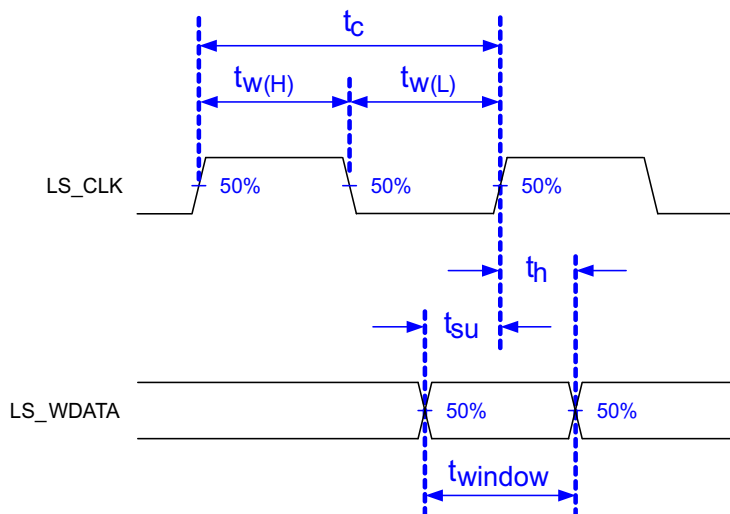 tc
tw(H) tw(L)
LS_CLK 50% 50% 50%
th
tsu
LS_WDATA 50% 50%
twindow